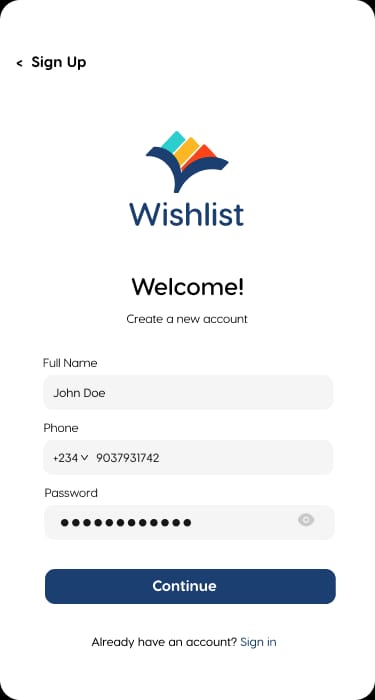 < Sign Up
Wishlist
Welcome!
Create a new account
Full Name
John Doe
Phone
+234 9037931742
Password
●●●●●●●●●●●●
Continue
Already have an account? Sign in